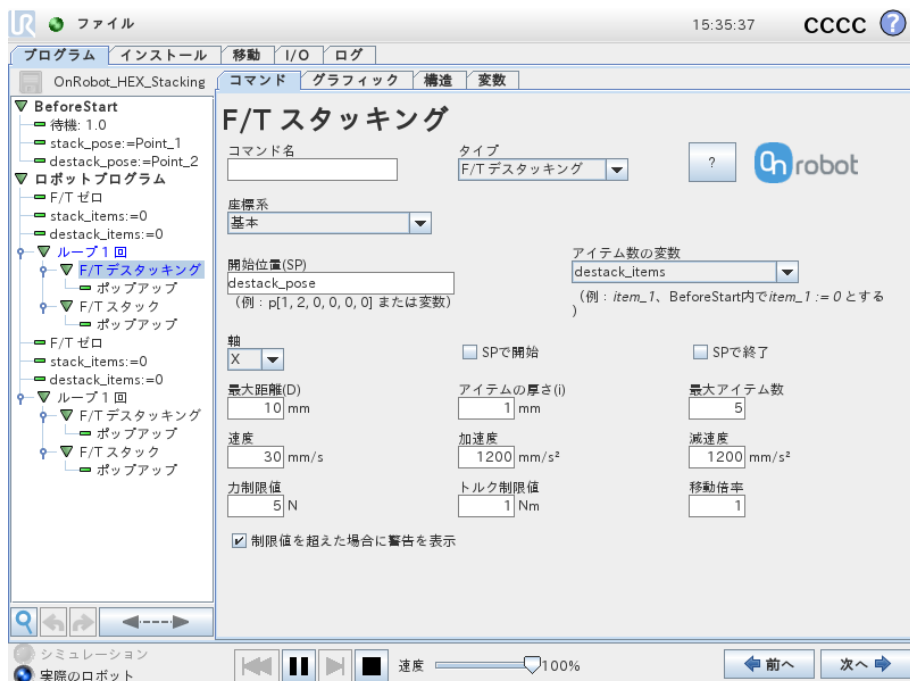 ファイル 15:35:37 CCCC ?
プログラム インストール 移動 I/O ログ
OnRobot_HEX_Stacking
コマンド グラフィック 構造 変数
BeforeStart
待機: 1.0
stack_pose:=Point_1
destack_pose:=Point_2
ロボットプログラム
F/T ゼロ
stack_items:=0
destack_items:=0
ループ 1 回
F/T デスタッキング
ポップアップ
F/T スタック
ポップアップ
F/T ゼロ
stack_items:=0
destack_items:=0
ループ 1 回
F/T デスタッキング
ポップアップ
F/T スタック
ポップアップ
F/T スタッキング
コマンド名
タイプ
F/T デスタッキング
?
On robot
座標系
基本
開始位置(SP)
destack_pose
(例：p[1, 2, 0, 0, 0, 0] または変数)
アイテム数の変数
destack_items
(例：item_1、BeforeStart内でitem_1 := 0 とする
)
軸
X
SPで開始
SPで終了
最大距離(D)
10 mm
アイテムの厚さ(i)
1 mm
最大アイテム数
5
速度
30 mm/s
加速度
1200 mm/s²
減速度
1200 mm/s²
力制限値
5 N
トルク制限値
1 Nm
移動倍率
1
制限値を超えた場合に警告を表示
シミュレーション
実際のロボット
速度 100%
前へ
次へ